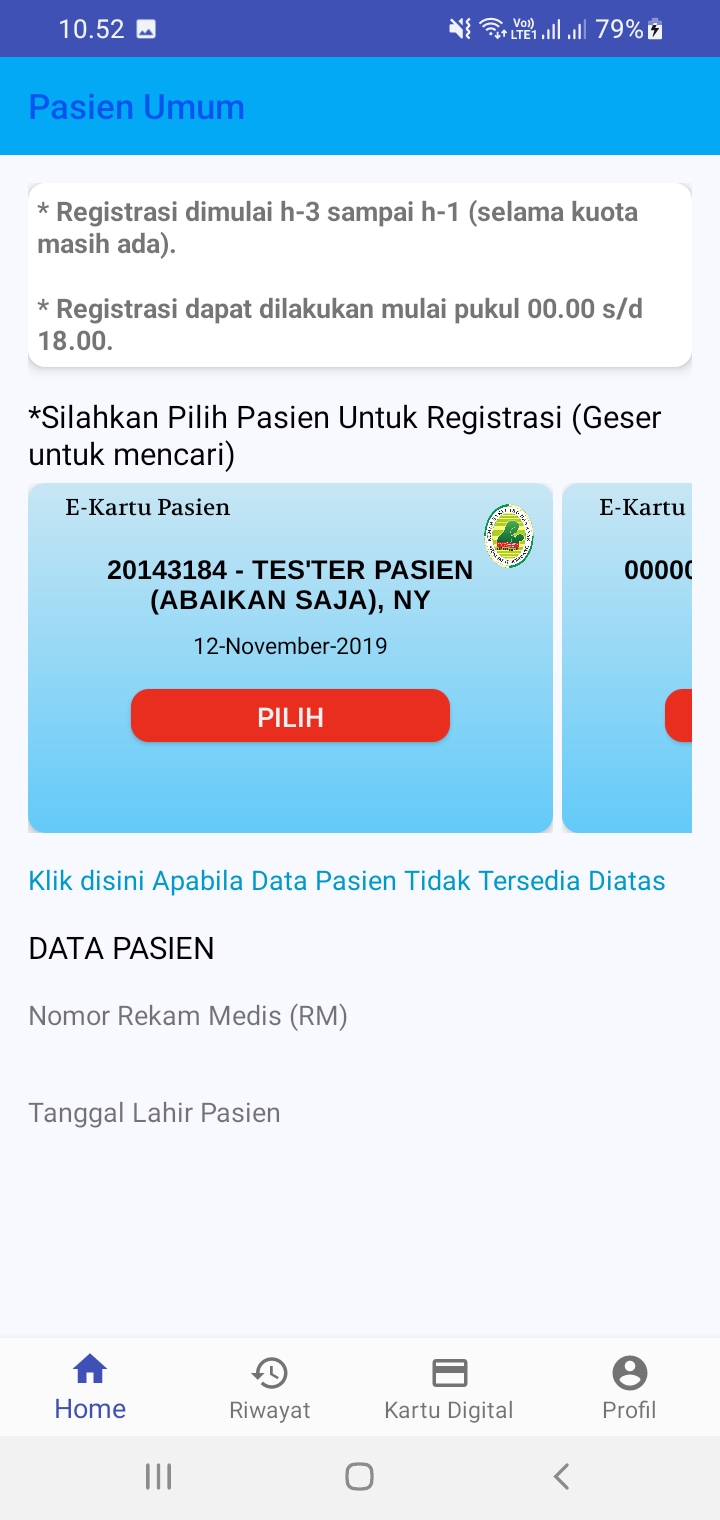 10.52
Vo))
LTE1
79%
Pasien Umum
* Registrasi dimulai h-3 sampai h-1 (selama kuota
masih ada).
* Registrasi dapat dilakukan mulai pukul 00.00 s/d
18.00.
*Silahkan Pilih Pasien Untuk Registrasi (Geser
untuk mencari)
E-Kartu Pasien
20143184 - TES'TER PASIEN
(ABAIKAN SAJA), NY
12-November-2019
PILIH
E-Kartu
0000
Klik disini Apabila Data Pasien Tidak Tersedia Diatas
DATA PASIEN
Nomor Rekam Medis (RM)
Tanggal Lahir Pasien
Home
Riwayat
Kartu Digital
Profil